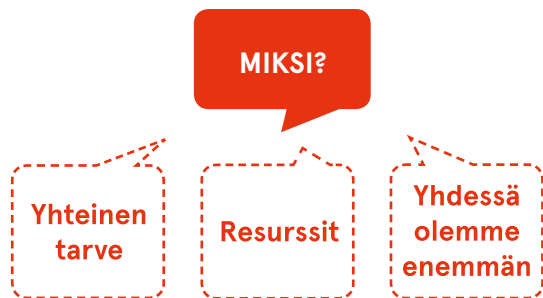 MIKSI?
Yhteinen
tarve
Resurssit
Yhdessä
olemme
enemmän